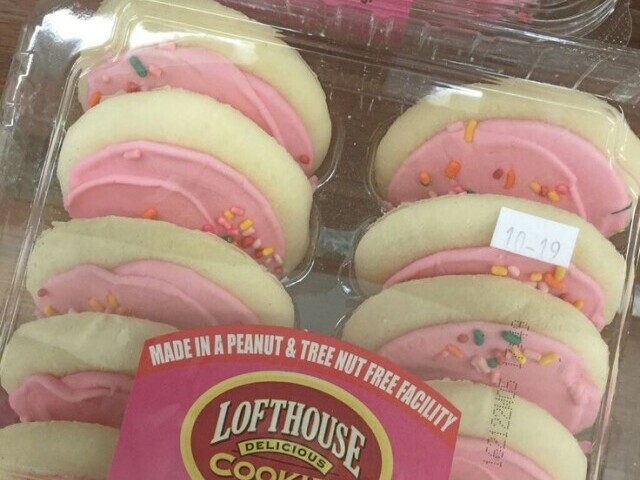 10-19
MADE IN A PEANUT & TREE NUT FREE FACILITY
LOFTHOUSE
DELICIOUS